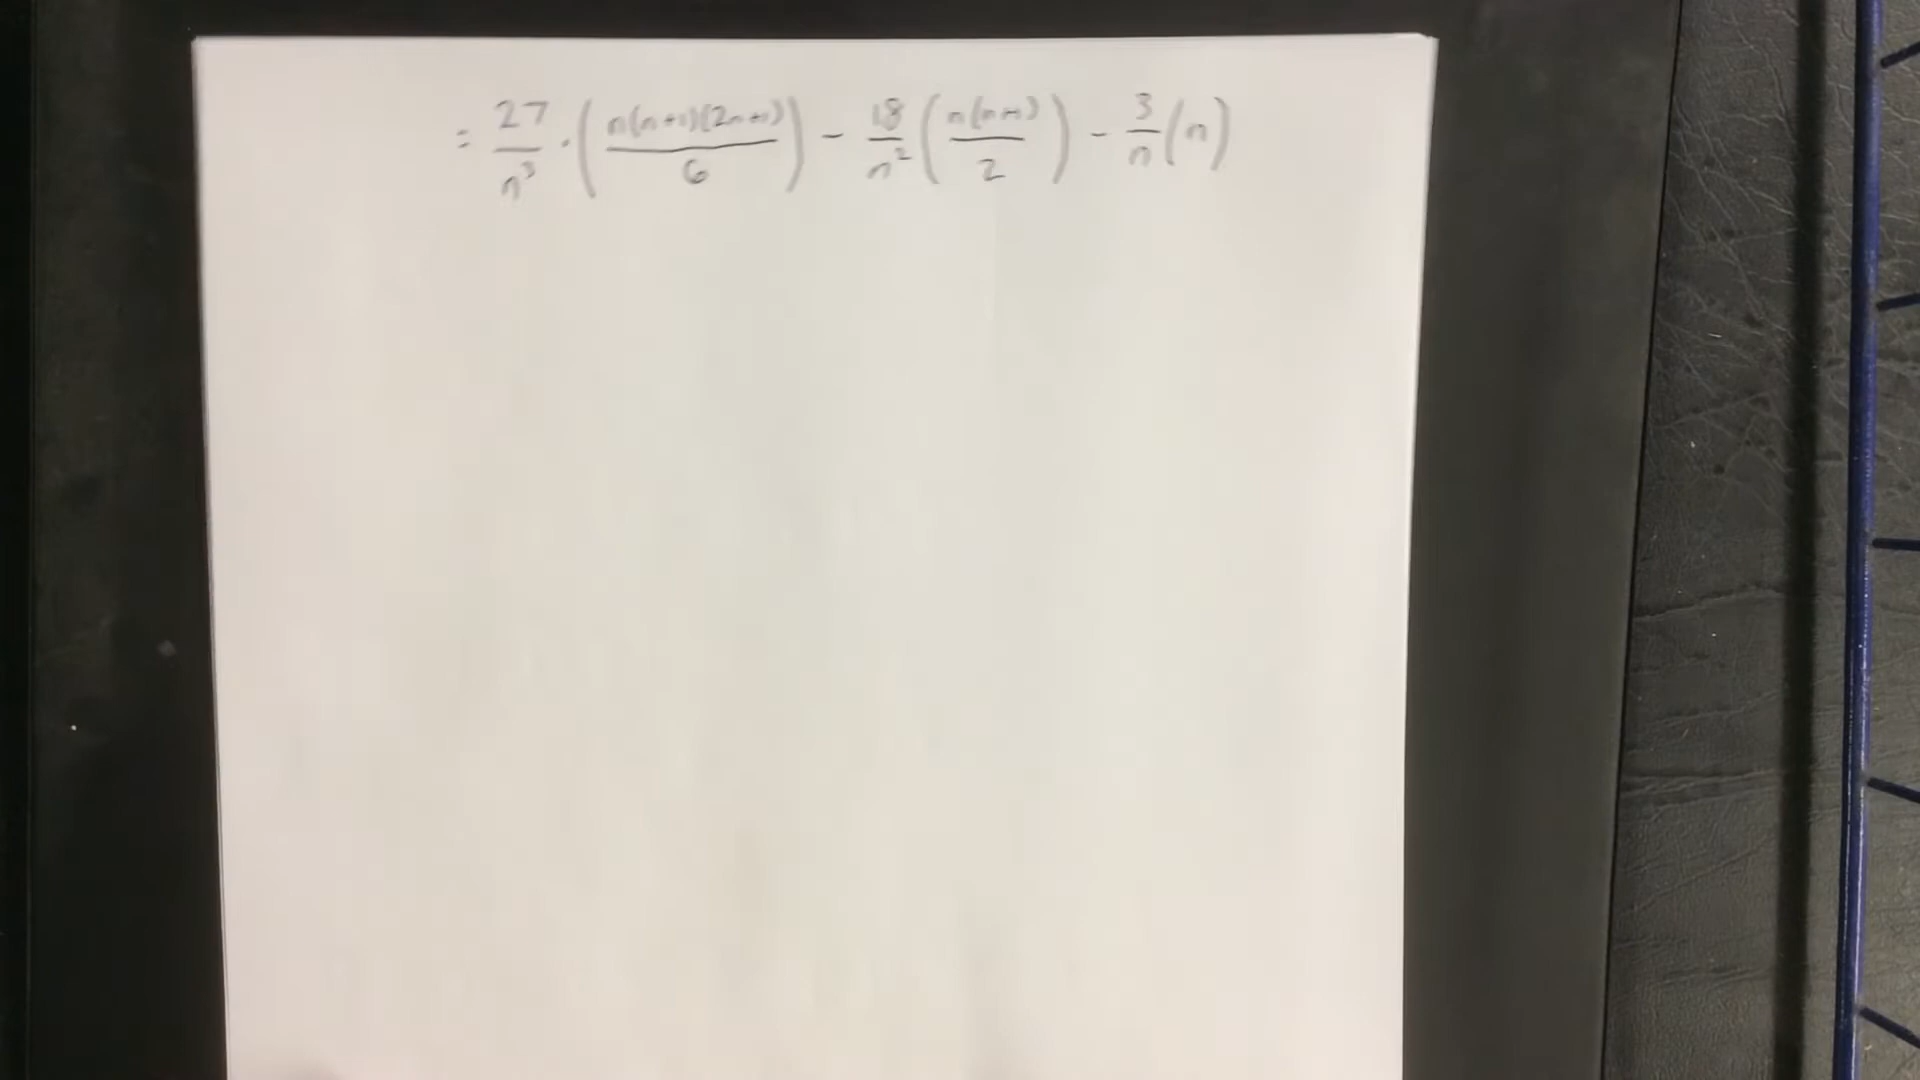 = 27/n³ · (n(n+1)(2n+1)/6) - 18/n² (n(n+1)/2) - 3/n (n)